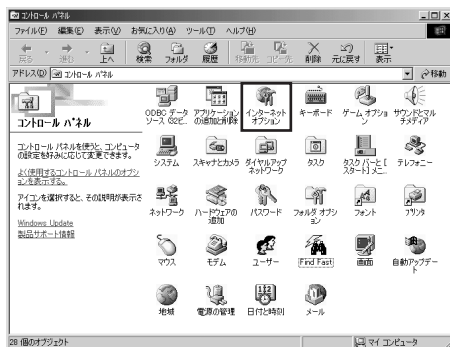 コントロール パネル
ファイル(F) 編集(E) 表示(V) お気に入り(A) ツール(T) ヘルプ(H)
戻る 進む 上へ 検索 フォルダ 履歴 移動先 コピー先 削除 元に戻す 表示
アドレス(D) コントロール パネル 移動
コントロール パネル
コントロール パネルを使うと、コンピュータ
の設定を好みに応じて変更できます。
よく使用するコントロール パネルのオプシ
ョンを表示する。
アイコンを選択すると、その説明が表示さ
れます。
Windows Update
製品サポート情報
ODBC データ
ソース (32ビ...
アプリケーション
の追加と削除
インターネット
オプション
キーボード
ゲーム オプショ
ン
サウンドとマル
チメディア
システム
スキャナとカメラ
ダイヤルアップ
ネットワーク
タスク
タスク バーと [
スタート] メニ...
テレフォニー
ネットワーク
ハードウェアの
追加
パスワード
フォルダ オプシ
ョン
フォント
プリンタ
マウス
モデム
ユーザー
Find Fast
画面
自動アップデー
ト
地域
電源の管理
日付と時刻
メール
28 個のオブジェクト
マイ コンピュータ